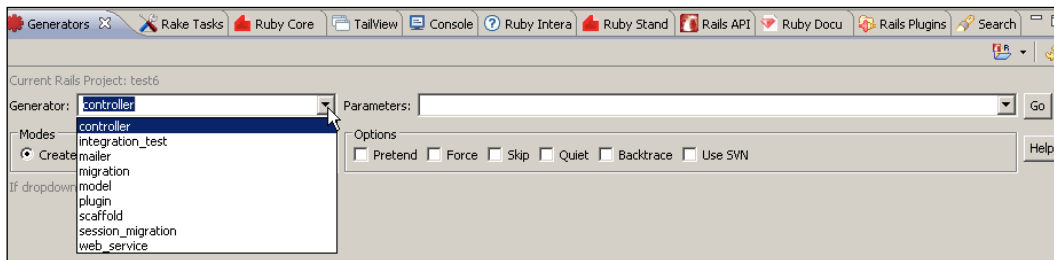 Generators Rake Tasks Ruby Core TailView Console Ruby Intera Ruby Stand Rails API Ruby Docu Rails Plugins Search
Current Rails Project: test6
Generator: controller Parameters: Go
controller
integration_test
mailer
migration
model
plugin
scaffold
session_migration
web_service
Modes
Create
Options
Pretend Force Skip Quiet Backtrace Use SVN
Help
If dropdown